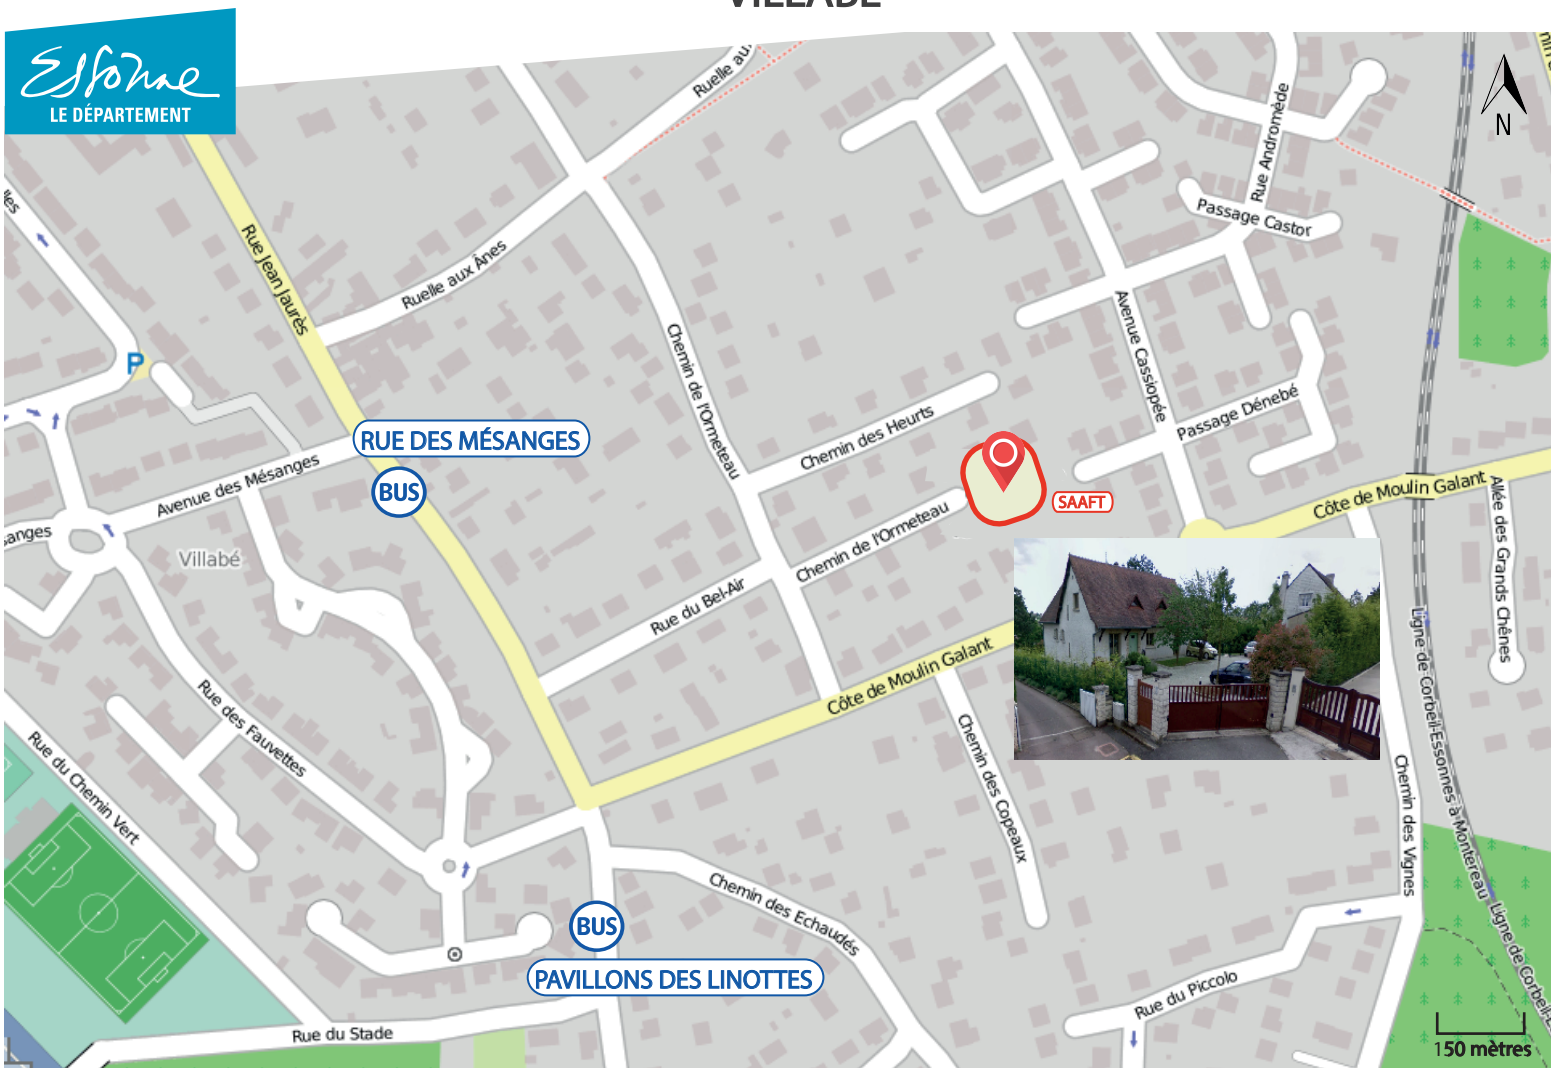 VILLABÉ
Essonne
LE DÉPARTEMENT
N
Ruelle aux
Rue Andromède
Passage Castor
Rue Jean Jaurès
Ruelle aux Ânes
Chemin de l'Ormeteau
Avenue Cassiopée
P
Passage Dénebé
Chemin des Heurts
RUE DES MÉSANGES
BUS
Avenue des Mésanges
sanges
SAAFT
Côte de Moulin Galant
Allée des Grands Chênes
Chemin de l'Ormeteau
Villabé
Rue du Bel-Air
Côte de Moulin Galant
Ligne de Corbeil-Essonnes à Montereau
Rue des Fauvettes
Rue du Chemin Vert
Chemin des Copeaux
Chemin des Vignes
Chemin des Echaudés
BUS
PAVILLONS DES LINOTTES
Ligne de Corbeil-E
Rue du Piccolo
Rue du Stade
150 mètres